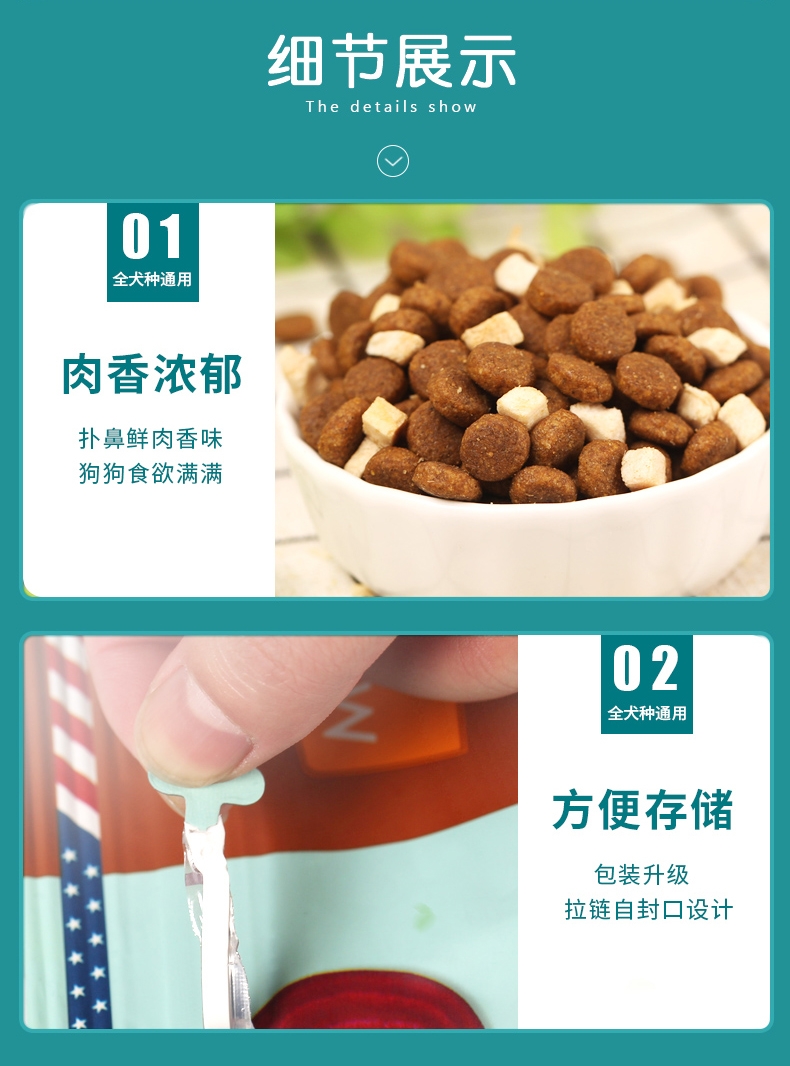 细节展示
The details show
01
全犬种通用
肉香浓郁
扑鼻鲜肉香味
狗狗食欲满满
02
全犬种通用
方便存储
包装升级
拉链自封口设计